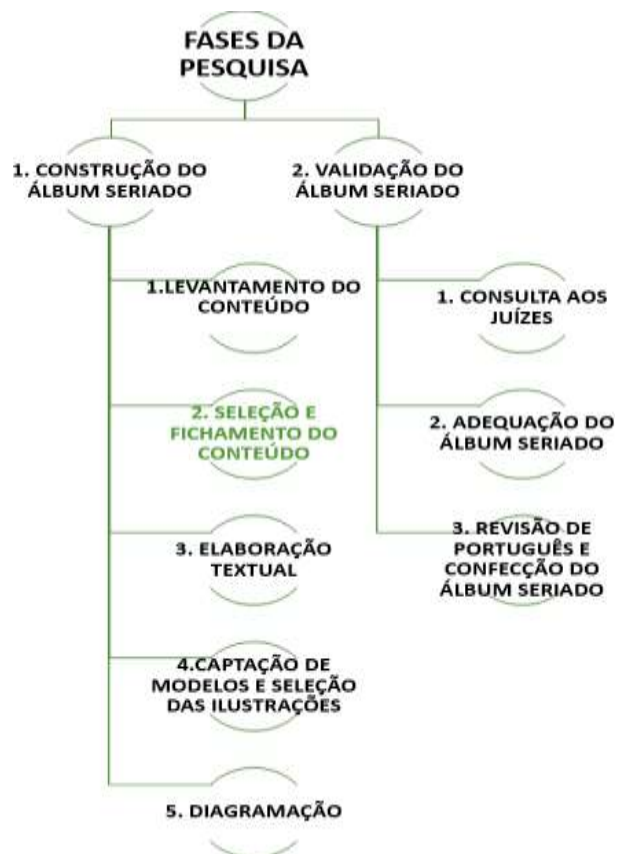 FASES DA
PESQUISA
1. CONSTRUÇÃO DO
ÁLBUM SERIADO
1.LEVANTAMENTO DO
CONTEÚDO
2. SELEÇÃO E
FICHAMENTO DO
CONTEÚDO
3. ELABORAÇÃO
TEXTUAL
4.CAPTAÇÃO DE
MODELOS E SELEÇÃO
DAS ILUSTRAÇÕES
5. DIAGRAMAÇÃO
2. VALIDAÇÃO DO
ÁLBUM SERIADO
1. CONSULTA AOS
JUÍZES
2. ADEQUAÇÃO DO
ÁLBUM SERIADO
3. REVISÃO DE
PORTUGUÊS E
CONFECÇÃO DO
ÁLBUM SERIADO